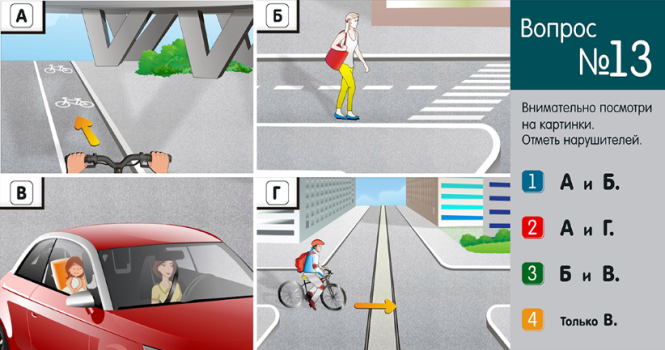 А
Б
В
Г
Вопрос
№13
Внимательно посмотри
на картинки.
Отметь нарушителей.
1 А и Б.
2 А и Г.
3 Б и В.
4 Только В.